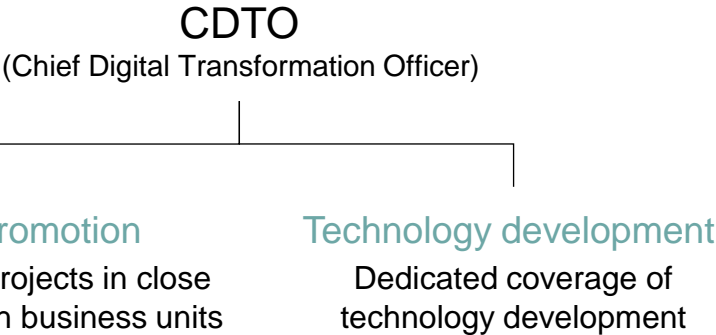 CDTO
(Chief Digital Transformation Officer)
romotion
rojects in close
n business units
Technology development
Dedicated coverage of
technology development